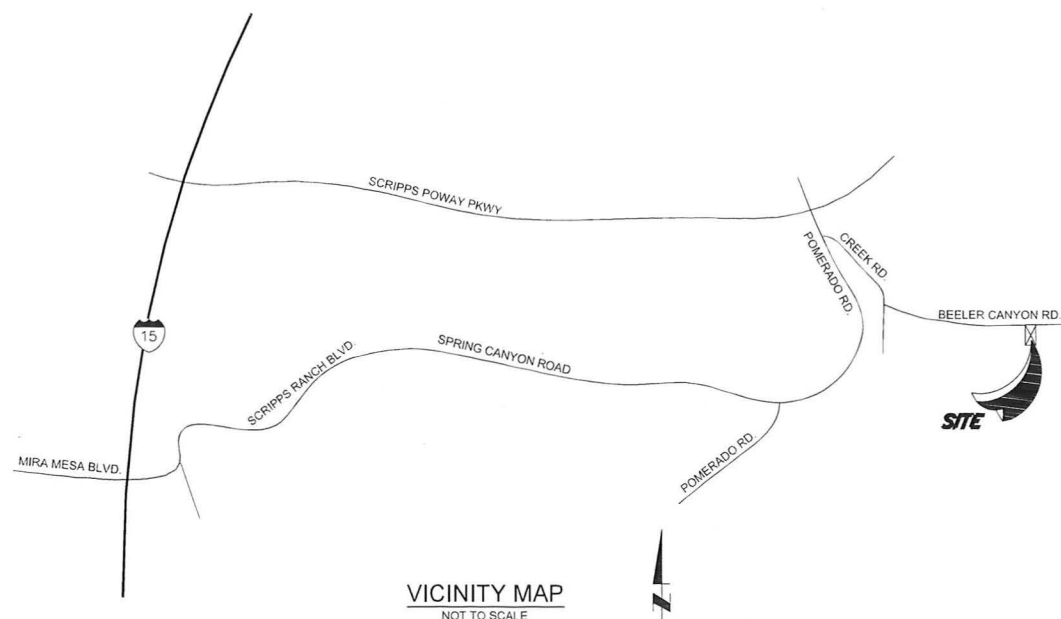 SCRIPPS POWAY PKWY
POMERADO RD.
CREEK RD.
BEELER CANYON RD.
15
SPRING CANYON ROAD
SCRIPPS RANCH BLVD.
SITE
MIRA MESA BLVD.
POMERADO RD.
VICINITY MAP
NOT TO SCALE
N